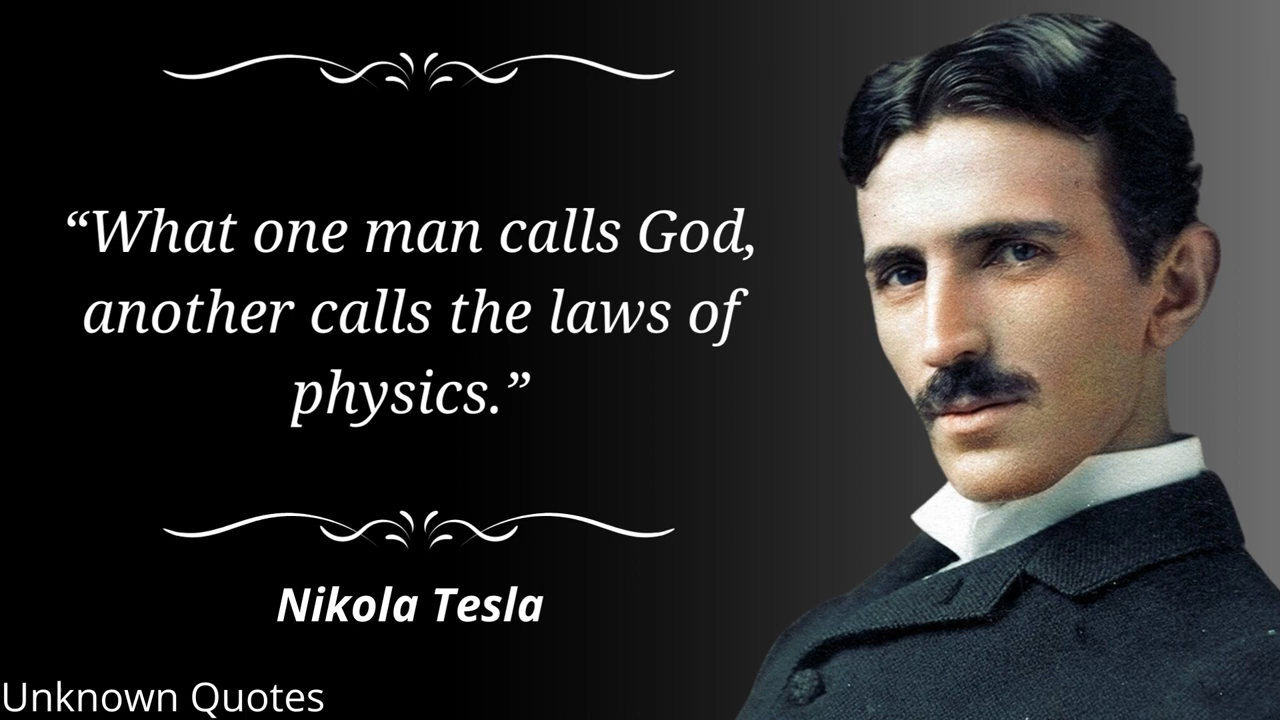 “What one man calls God,
another calls the laws of
physics.”
Nikola Tesla
Unknown Quotes